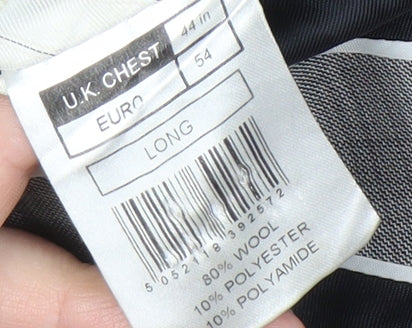 U.K. CHEST 44 in
EURO 54
LONG
5 052118 392572
80% WOOL
10% POLYESTER
10% POLYAMIDE